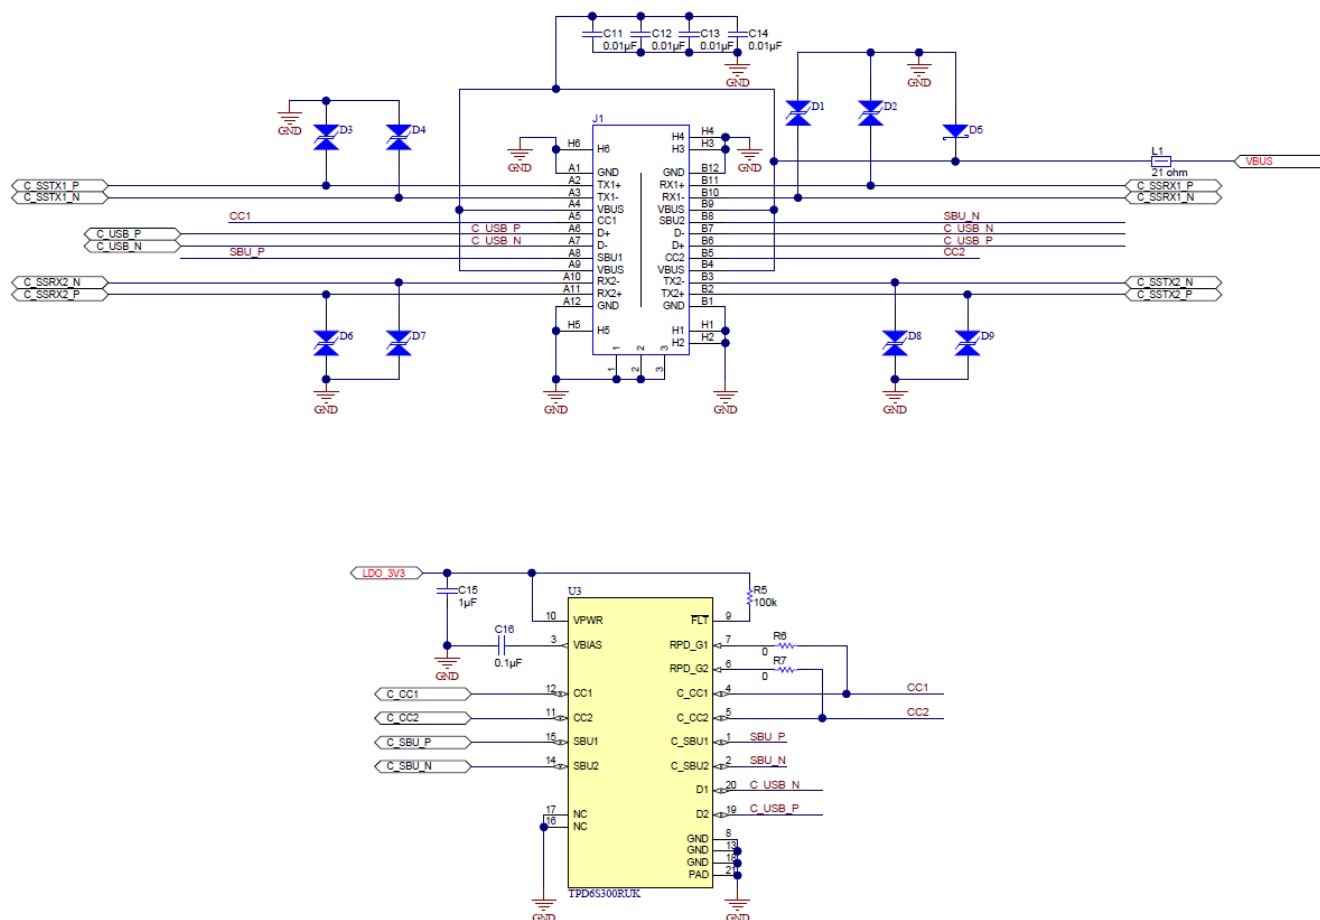 C11 C12 C13 C14
0.01µF 0.01µF 0.01µF 0.01µF
GND
GND
D1 D2
GND
D3 D4
D5
J1
GND
H6 H6
H4 H4
H3 H3
GND
L1
21 ohm
VBUS
A1 GND GND B12
C_SSTX1_P A2 TX1+ RX1+ B11 C_SSRX1_P
C_SSTX1_N A3 TX1- RX1- B10 C_SSRX1_N
A4 VBUS VBUS B9
CC1 A5 CC1 SBU2 B8 SBU_N
C_USB_P C_USB_P A6 D+ D- B7 C_USB_N
C_USB_N C_USB_N A7 D- D+ B6 C_USB_P
SBU_P A8 SBU1 CC2 B5 CC2
A9 VBUS VBUS B4
C_SSRX2_N A10 RX2- TX2- B3 C_SSTX2_N
C_SSRX2_P A11 RX2+ TX2+ B2 C_SSTX2_P
A12 GND GND B1
H5 H5 H1 H1
H2 H2
D6 D7 D8 D9
1 2 3
1 2 3
GND GND GND GND
LDO_3V3
C15
1µF
U3
R5
100k
10 VPWR FLT 9
C16
0.1µF
GND
3 VBIAS RPD_G1 7 R6
0
RPD_G2 6 R7
0
C_CC1 12 CC1 C_CC1 4 CC1
C_CC2 11 CC2 C_CC2 5 CC2
C_SBU_P 15 SBU1 C_SBU1 1 SBU_P
C_SBU_N 14 SBU2 C_SBU2 2 SBU_N
D1 20 C_USB_N
17 NC D2 19 C_USB_P
16 NC
GND 8
GND 13
GND 18
PAD 21
TPD6S300RUK
GND GND